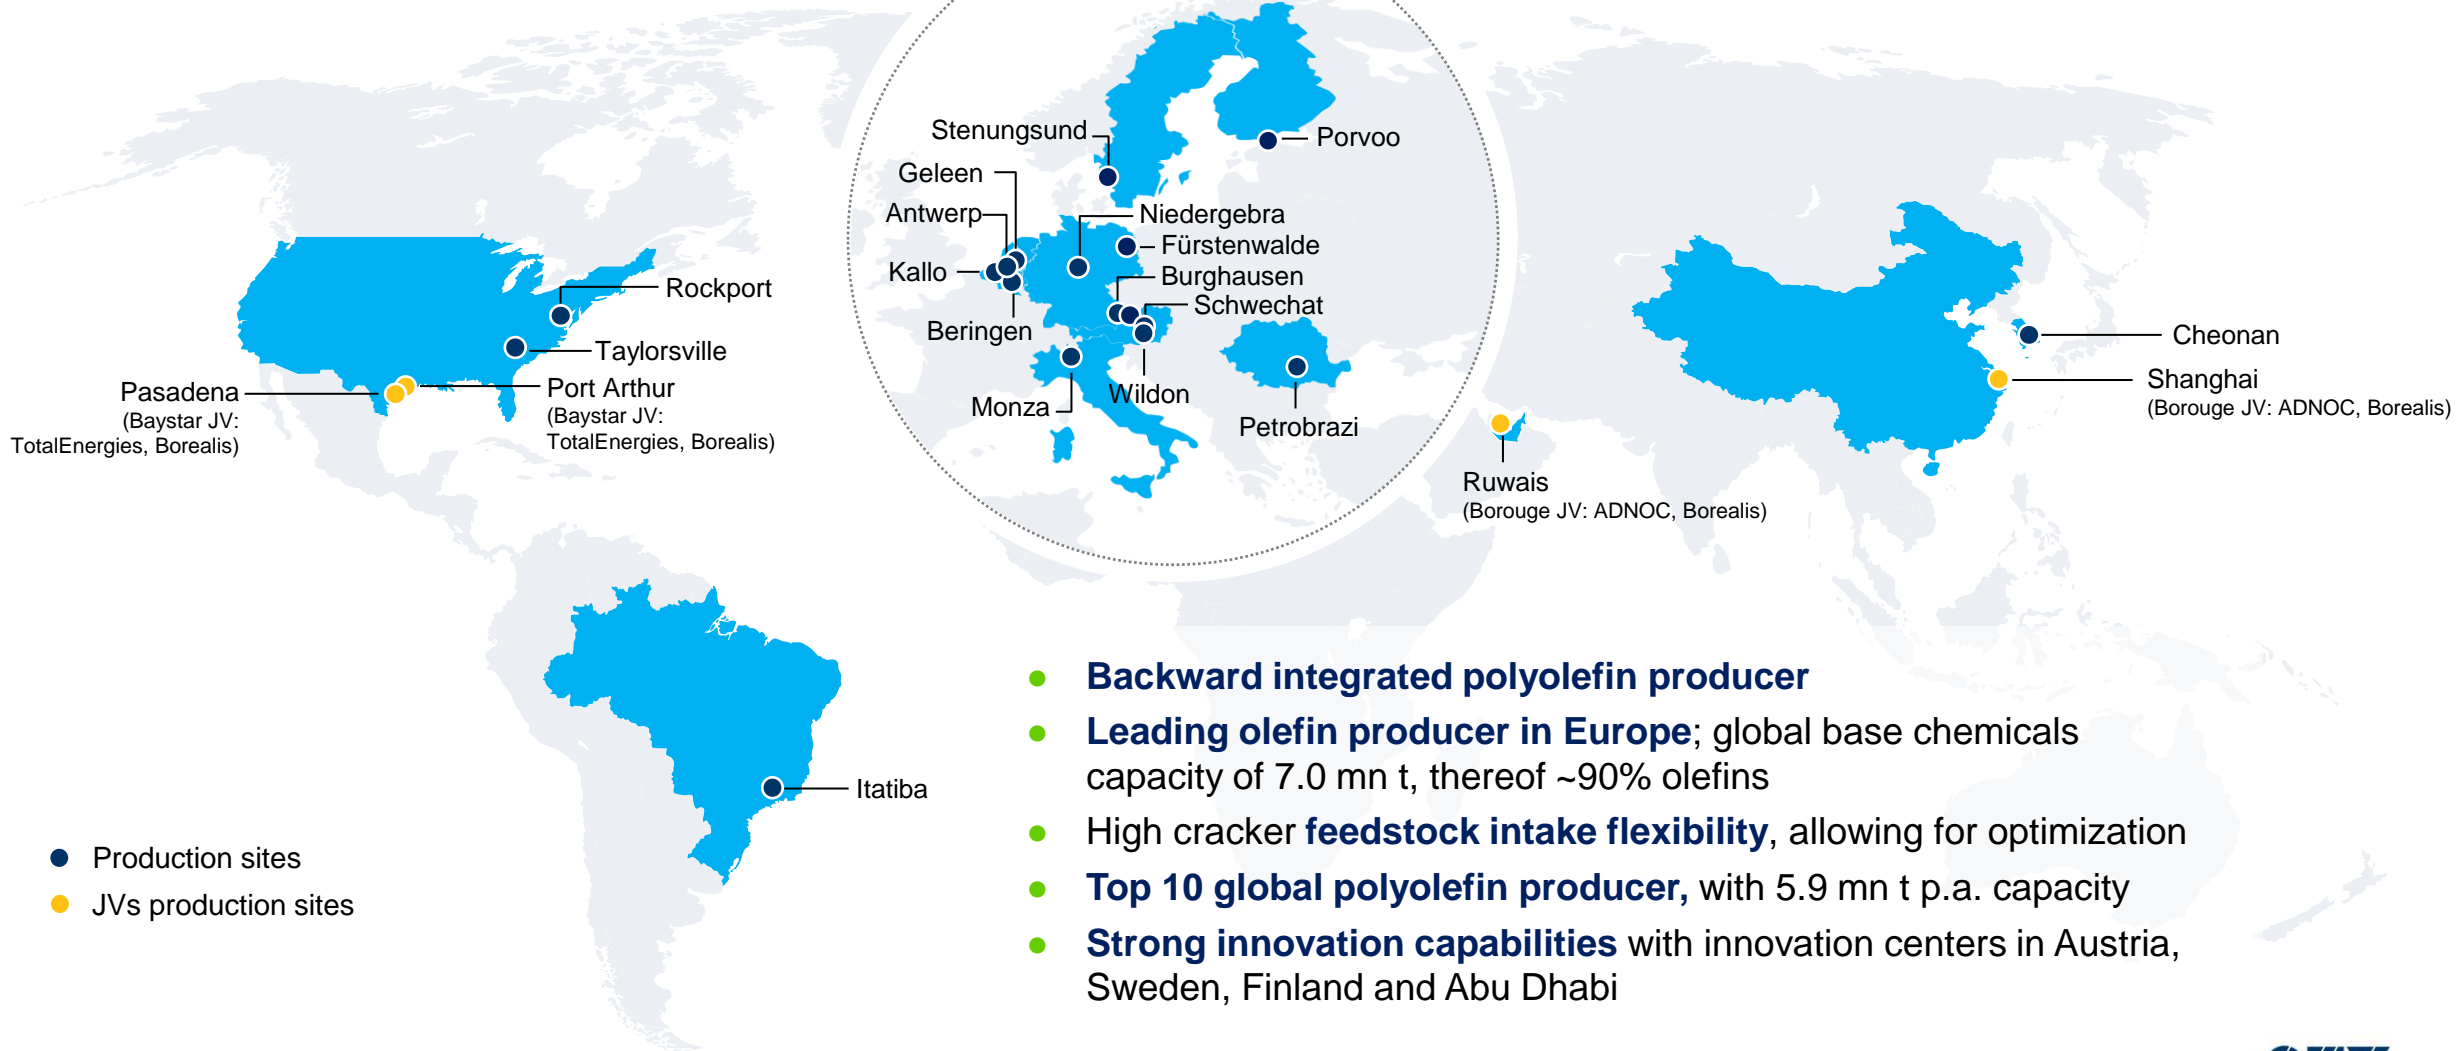 Stenungsund
Porvoo
Geleen
Antwerp
Niedergebra
Fürstenwalde
Kallo
Burghausen
Schwechat
Beringen
Monza
Wildon
Petrobrazi
Rockport
Taylorsville
Pasadena
(Baystar JV:
TotalEnergies, Borealis)
Port Arthur
(Baystar JV:
TotalEnergies, Borealis)
Cheonan
Shanghai
(Borouge JV: ADNOC, Borealis)
Ruwais
(Borouge JV: ADNOC, Borealis)
Itatiba
Production sites
JVs production sites
Backward integrated polyolefin producer
Leading olefin producer in Europe; global base chemicals
capacity of 7.0 mn t, thereof ~90% olefins
High cracker feedstock intake flexibility, allowing for optimization
Top 10 global polyolefin producer, with 5.9 mn t p.a. capacity
Strong innovation capabilities with innovation centers in Austria,
Sweden, Finland and Abu Dhabi